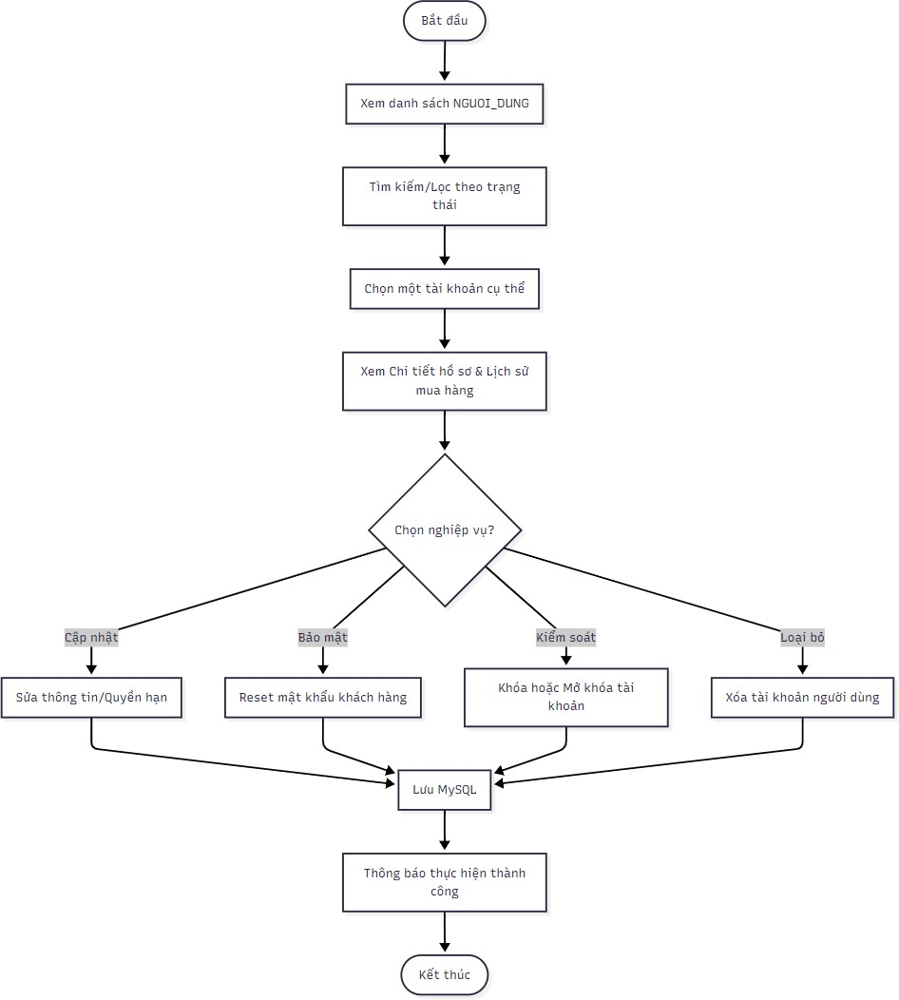 Bắt đầu
Xem danh sách NGUOI_DUNG
Tìm kiếm/Lọc theo trạng
thái
Chọn một tài khoản cụ thể
Xem Chi tiết hồ sơ & Lịch sử
mua hàng
Chọn nghiệp vụ?
Cập nhật
Bảo mật
Kiểm soát
Loại bỏ
Sửa thông tin/Quyền hạn
Reset mật khẩu khách hàng
Khóa hoặc Mở khóa tài
khoản
Xóa tài khoản người dùng
Lưu MySQL
Thông báo thực hiện thành
công
Kết thúc